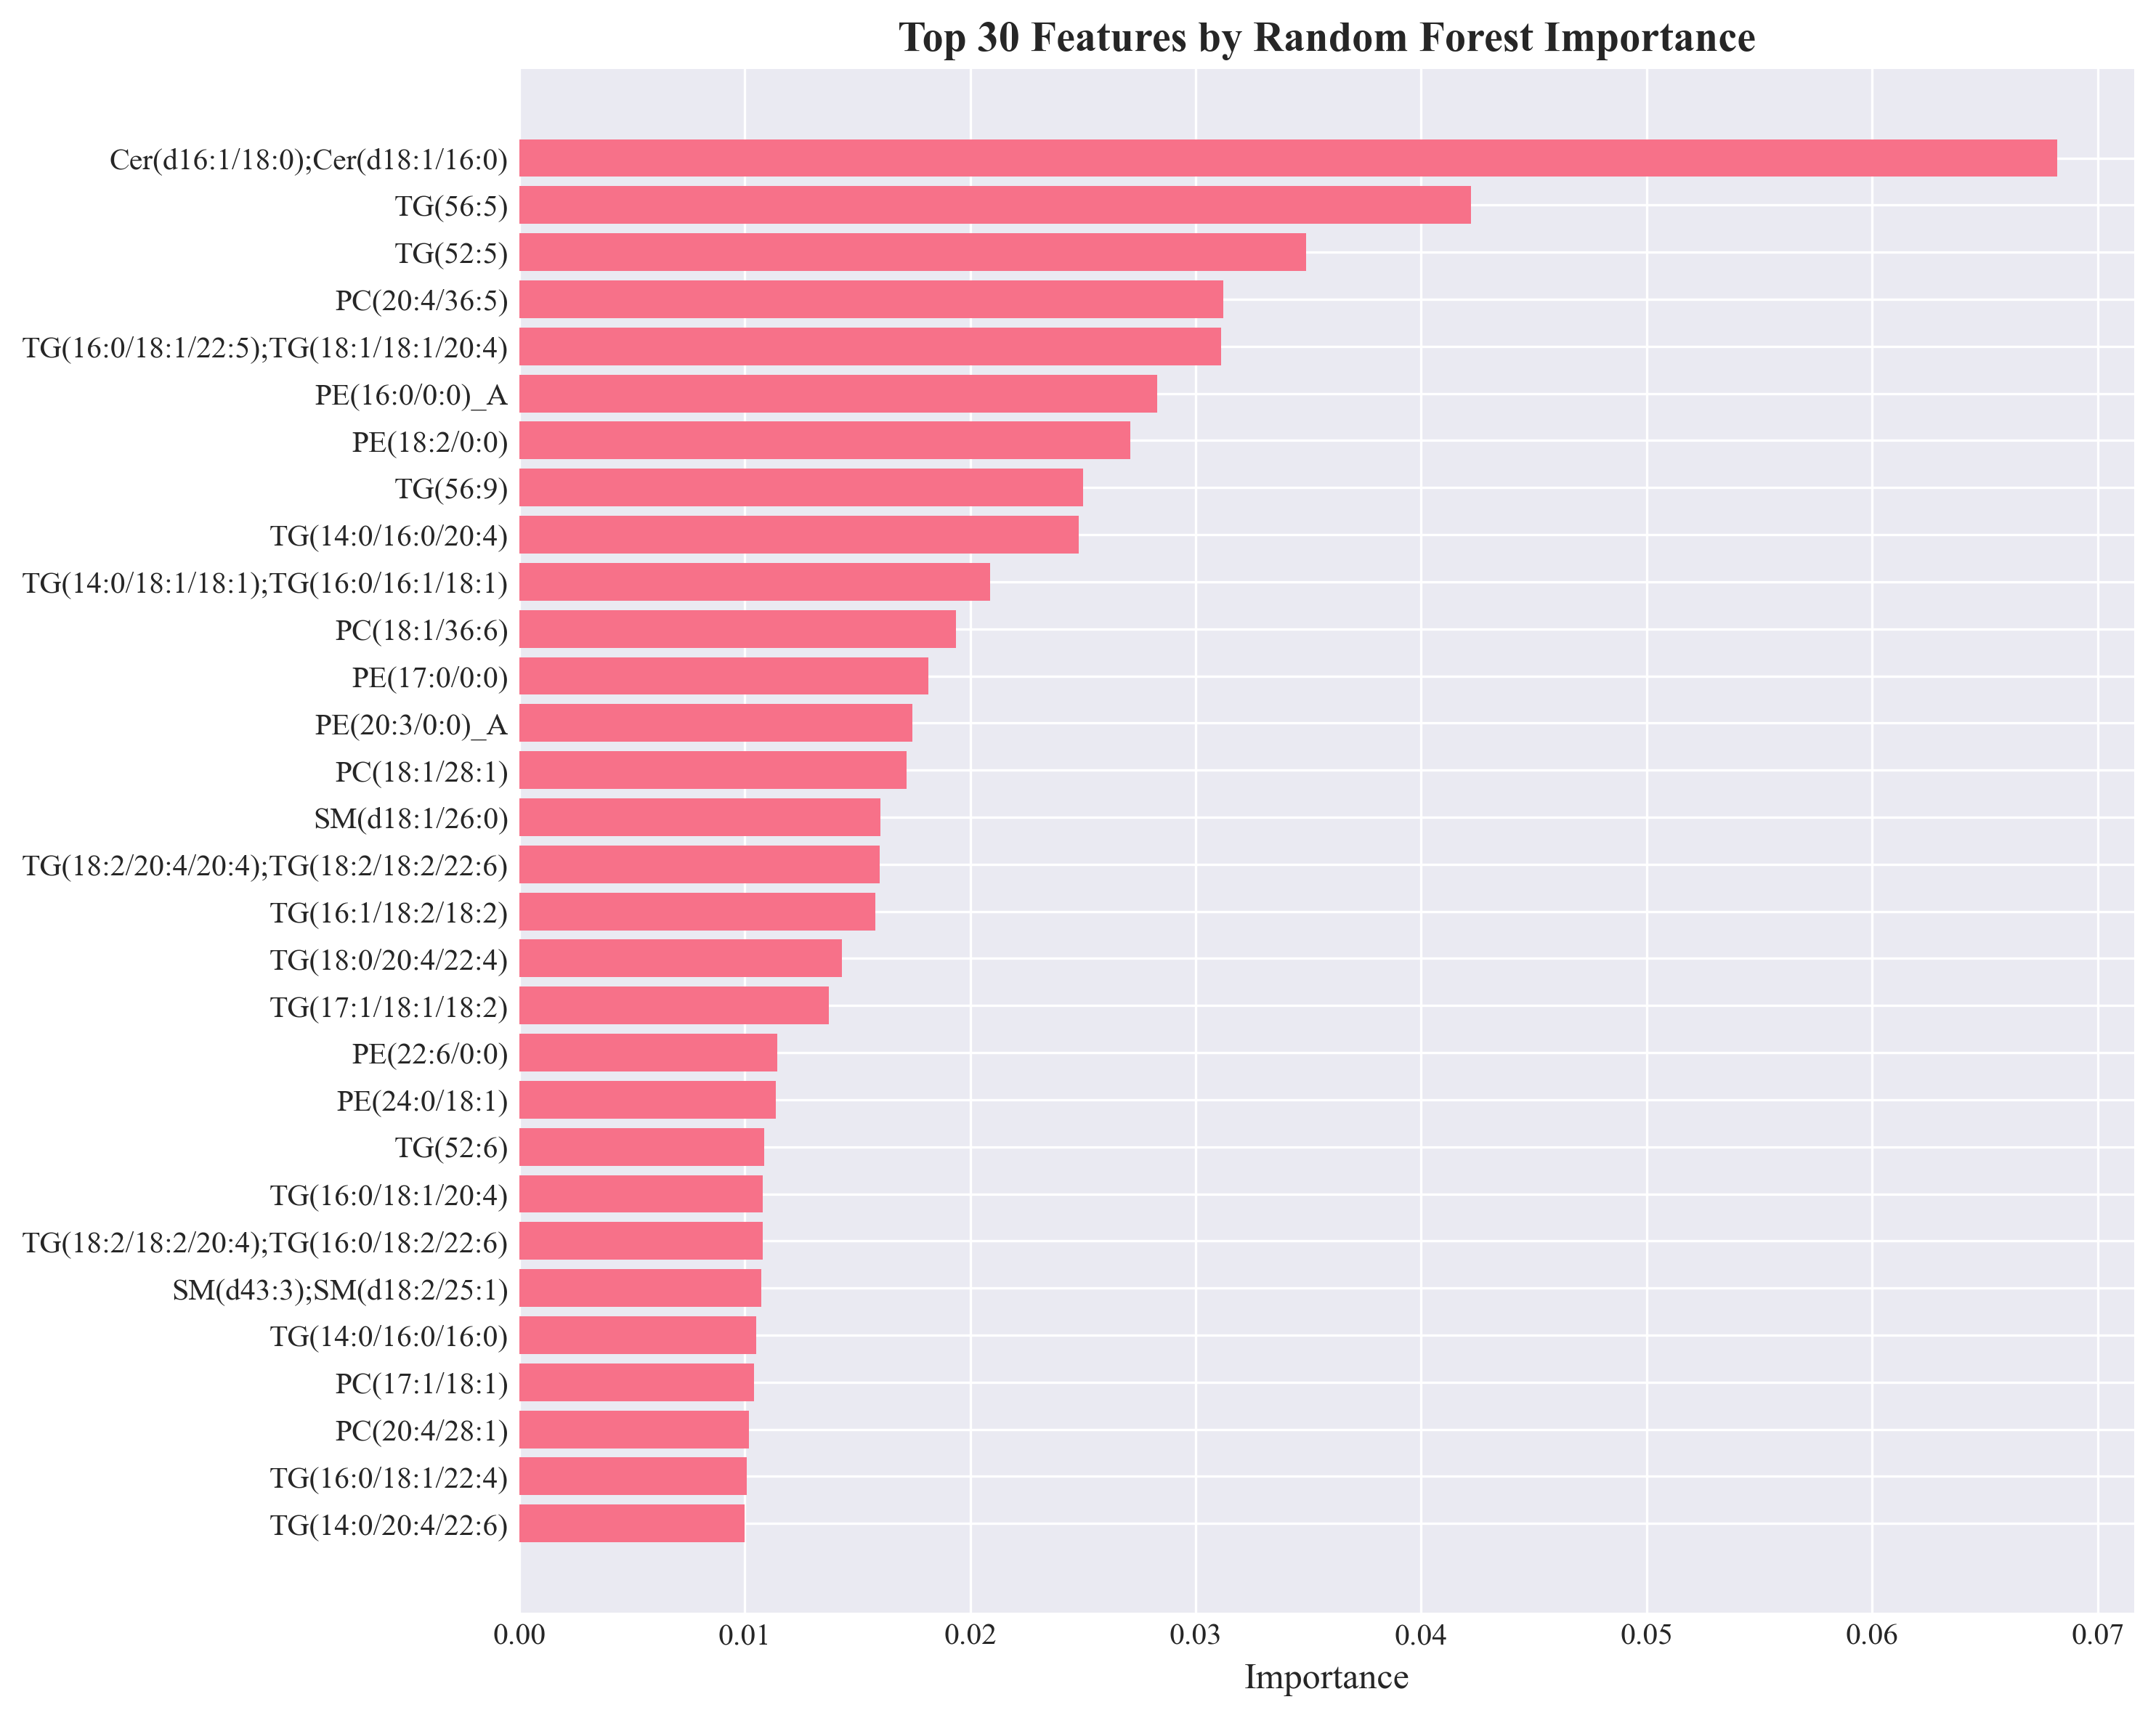 Top 30 Features by Random Forest Importance
Cer(d16:1/18:0);Cer(d18:1/16:0)
TG(56:5)
TG(52:5)
PC(20:4/36:5)
TG(16:0/18:1/22:5);TG(18:1/18:1/20:4)
PE(16:0/0:0)_A
PE(18:2/0:0)
TG(56:9)
TG(14:0/16:0/20:4)
TG(14:0/18:1/18:1);TG(16:0/16:1/18:1)
PC(18:1/36:6)
PE(17:0/0:0)
PE(20:3/0:0)_A
PC(18:1/28:1)
SM(d18:1/26:0)
TG(18:2/20:4/20:4);TG(18:2/18:2/22:6)
TG(16:1/18:2/18:2)
TG(18:0/20:4/22:4)
TG(17:1/18:1/18:2)
PE(22:6/0:0)
PE(24:0/18:1)
TG(52:6)
TG(16:0/18:1/20:4)
TG(18:2/18:2/20:4);TG(16:0/18:2/22:6)
SM(d43:3);SM(d18:2/25:1)
TG(14:0/16:0/16:0)
PC(17:1/18:1)
PC(20:4/28:1)
TG(16:0/18:1/22:4)
TG(14:0/20:4/22:6)
0.00 0.01 0.02 0.03 0.04 0.05 0.06 0.07
Importance